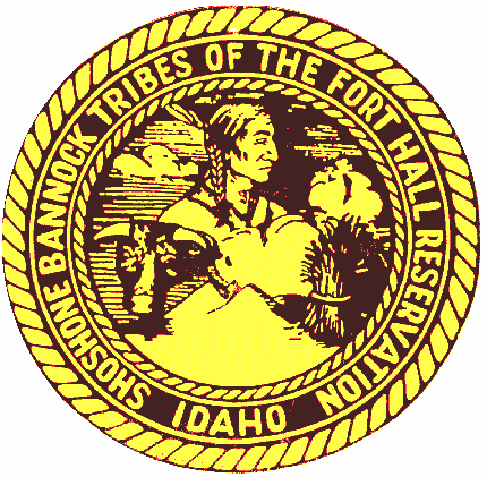 SHOSHONE BANNOCK TRIBES OF THE FORT HALL RESERVATION
IDAHO